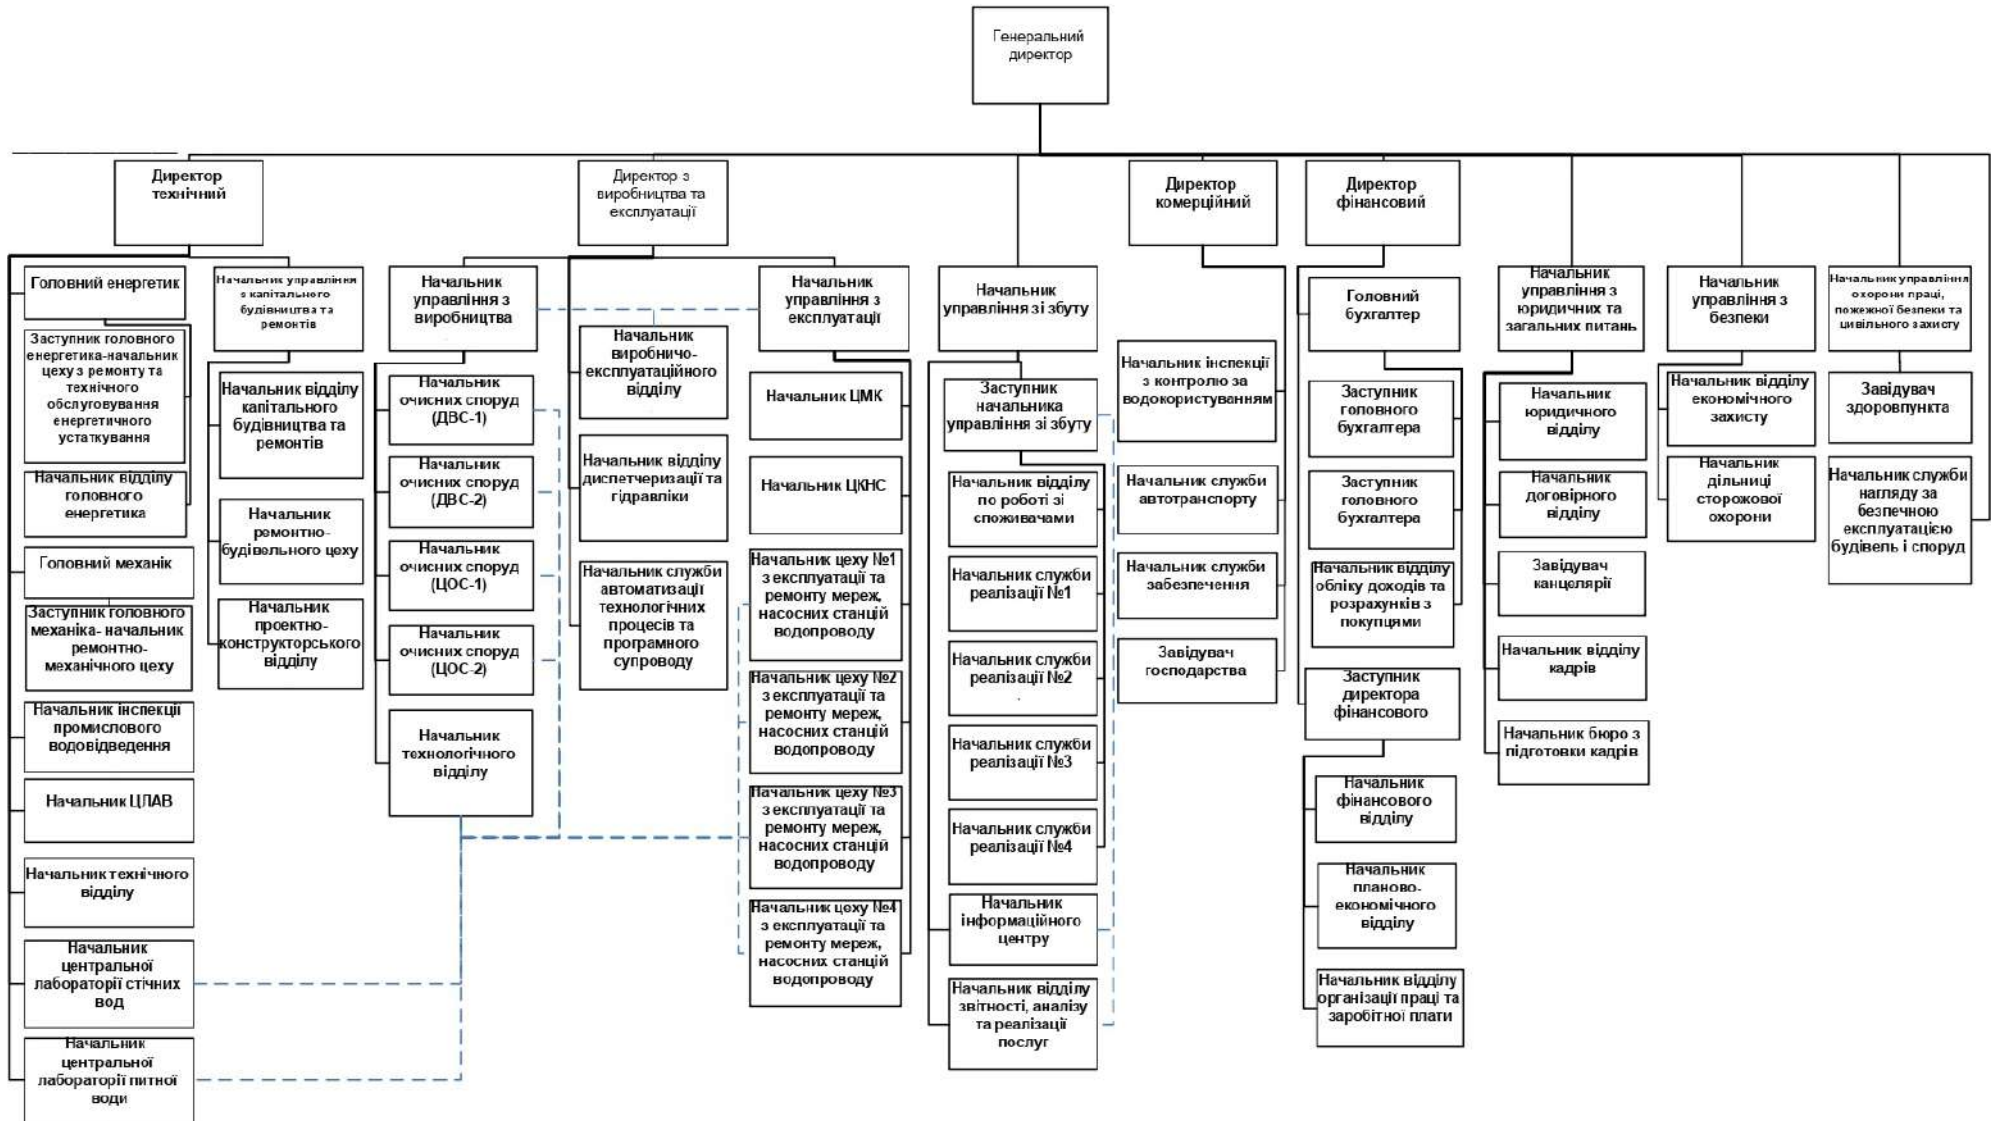 Генеральний
директор
Директор
технічний
Директор з
виробництва та
експлуатації
Директор
комерційний
Директор
фінансовий
Головний енергетик
Заступник головного
енергетика-начальник
цеху з ремонту та
технічного
обслуговування
енергетичного
устаткування
Начальник відділу
головного
енергетика
Головний механік
Заступник головного
механіка- начальник
ремонтно-
механічного цеху
Начальник інспекції
промислового
водовідведення
Начальник ЦЛАВ
Начальник технічного
відділу
Начальник
центральної
лабораторії стічних
вод
Начальник
центральної
лабораторії питної
води
Начальник управління
з капітального
будівництва та
ремонтів
Начальник відділу
капітального
будівництва та
ремонтів
Начальник
ремонтно-
будівельного цеху
Начальник
проектно-
конструкторського
відділу
Начальник
управління з
виробництва
Начальник
очисних споруд
(ДВС-1)
Начальник
очисних споруд
(ДВС-2)
Начальник
очисних споруд
(ЦОС-1)
Начальник
очисних споруд
(ЦОС-2)
Начальник
технологічного
відділу
Начальник
виробничо-
експлуатаційного
відділу
Начальник відділу
диспетчеризації та
гідравліки
Начальник служби
автоматизації
технологічних
процесів та
програмного
супроводу
Начальник
управління з
експлуатації
Начальник ЦМК
Начальник ЦКНС
Начальник цеху №1
з експлуатації та
ремонту мереж,
насосних станцій
водопроводу
Начальник цеху №2
з експлуатації та
ремонту мереж,
насосних станцій
водопроводу
Начальник цеху №3
з експлуатації та
ремонту мереж,
насосних станцій
водопроводу
Начальник цеху №4
з експлуатації та
ремонту мереж,
насосних станцій
водопроводу
Начальник
управління зі збуту
Заступник
начальника
управління зі збуту
Начальник відділу
по роботі зі
споживачами
Начальник служби
реалізації №1
Начальник служби
реалізації №2
Начальник служби
реалізації №3
Начальник служби
реалізації №4
Начальник
інформаційного
центру
Начальник відділу
звітності, аналізу
та реалізації
послуг
Начальник інспекції
з контролю за
водокористуванням
Начальник служби
автотранспорту
Начальник служби
забезпечення
Завідувач
господарства
Головний
бухгалтер
Заступник
головного
бухгалтера
Заступник
головного
бухгалтера
Начальник відділу
обліку доходів та
розрахунків з
покупцями
Заступник
директора
фінансового
Начальник
фінансового
відділу
Начальник
планово-
економічного
відділу
Начальник відділу
організації праці та
заробітної плати
Начальник
управління з
юридичних та
загальних питань
Начальник
юридичного
відділу
Начальник
договірного
відділу
Завідувач
канцелярії
Начальник відділу
кадрів
Начальник бюро з
підготовки кадрів
Начальник
управління з
безпеки
Начальник відділу
економічного
захисту
Начальник
дільниці
сторожової
охорони
Начальник управління
охорони праці,
пожежної безпеки та
цивільного захисту
Завідувач
здоровпункта
Начальник служби
нагляду за
безпечною
експлуатацією
будівель і споруд